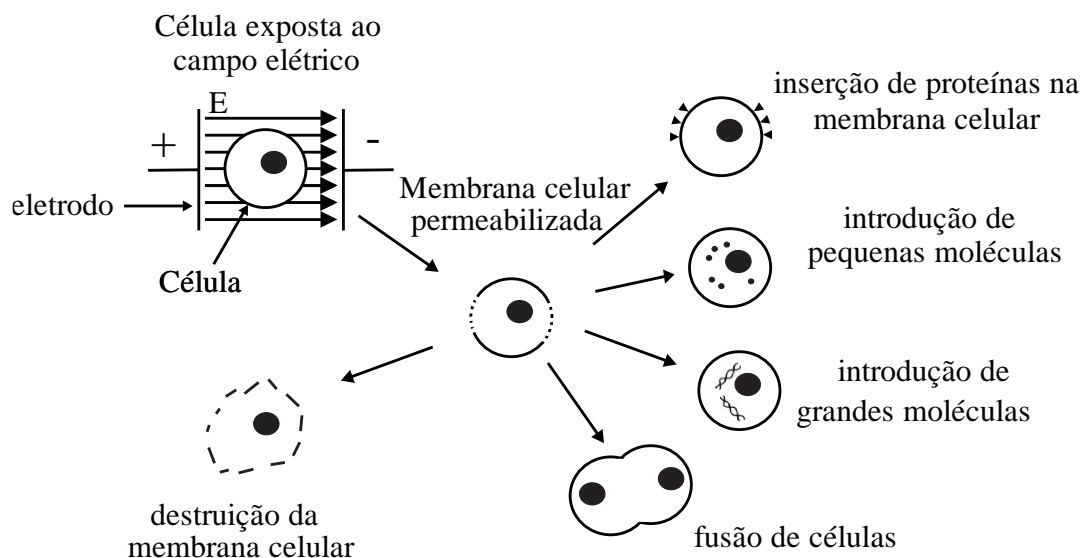 Célula exposta ao
campo elétrico
E
+
-
eletrodo
Célula
Membrana celular
permeabilizada
inserção de proteínas na
membrana celular
introdução de
pequenas moléculas
introdução de
grandes moléculas
fusão de células
destruição da
membrana celular